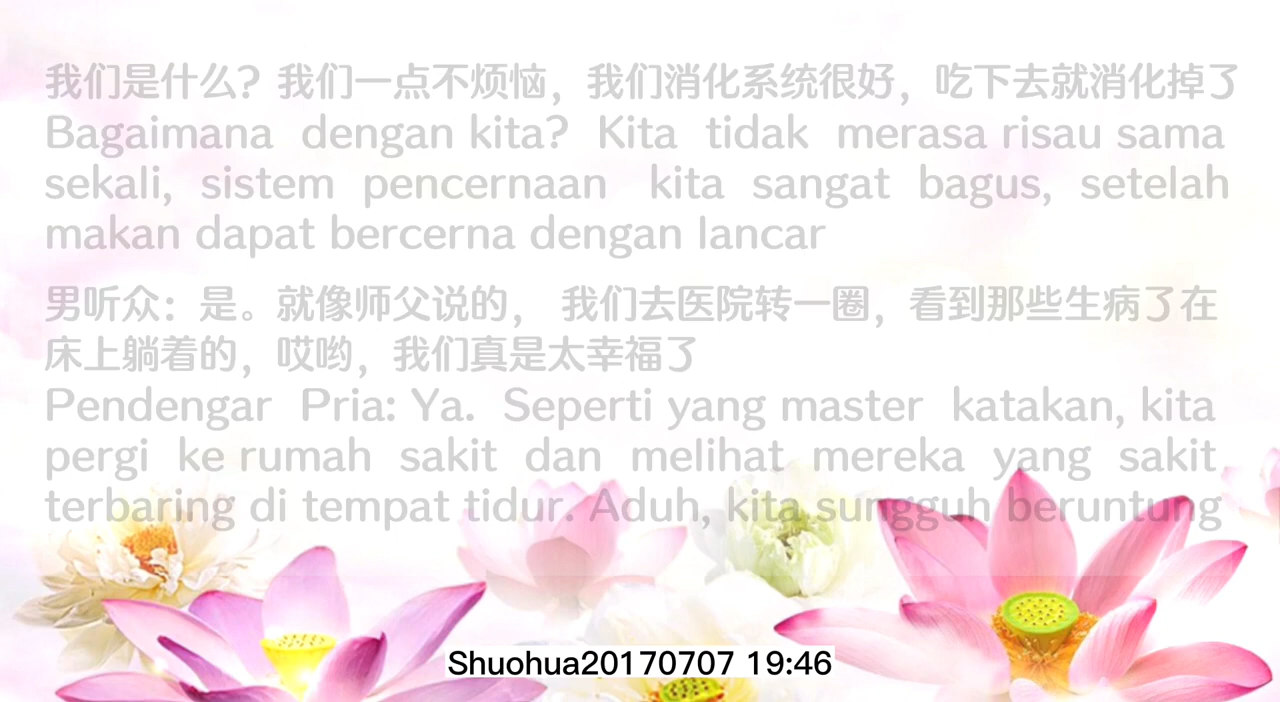 我们是什么？我们一点不烦恼，我们消化系统很好，吃下去就消化掉了
Bagaimana dengan kita? Kita tidak merasa risau sama
sekali, sistem pencernaan kita sangat bagus, setelah
makan dapat bercerna dengan lancar
男听众：是。就像师父说的， 我们去医院转一圈，看到那些生病了在
床上躺着的，哎哟，我们真是太幸福了
Pendengar Pria: Ya. Seperti yang master katakan, kita
pergi ke rumah sakit dan melihat mereka yang sakit
terbaring di tempat tidur. Aduh, kita sungguh beruntung
Shuohua20170707 19:46